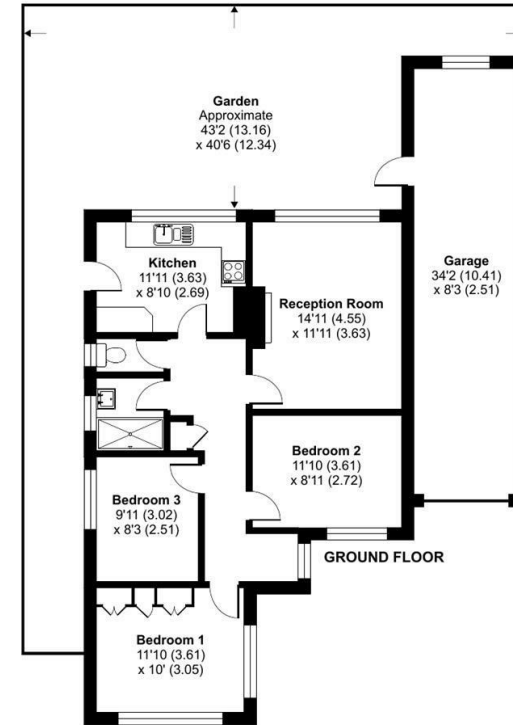 Garden
Approximate
43'2 (13.16)
x 40'6 (12.34)
Kitchen
11'11 (3.63)
x 8'10 (2.69)
Reception Room
14'11 (4.55)
x 11'11 (3.63)
Garage
34'2 (10.41)
x 8'3 (2.51)
Bedroom 2
11'10 (3.61)
x 8'11 (2.72)
Bedroom 3
9'11 (3.02)
x 8'3 (2.51)
GROUND FLOOR
Bedroom 1
11'10 (3.61)
x 10' (3.05)